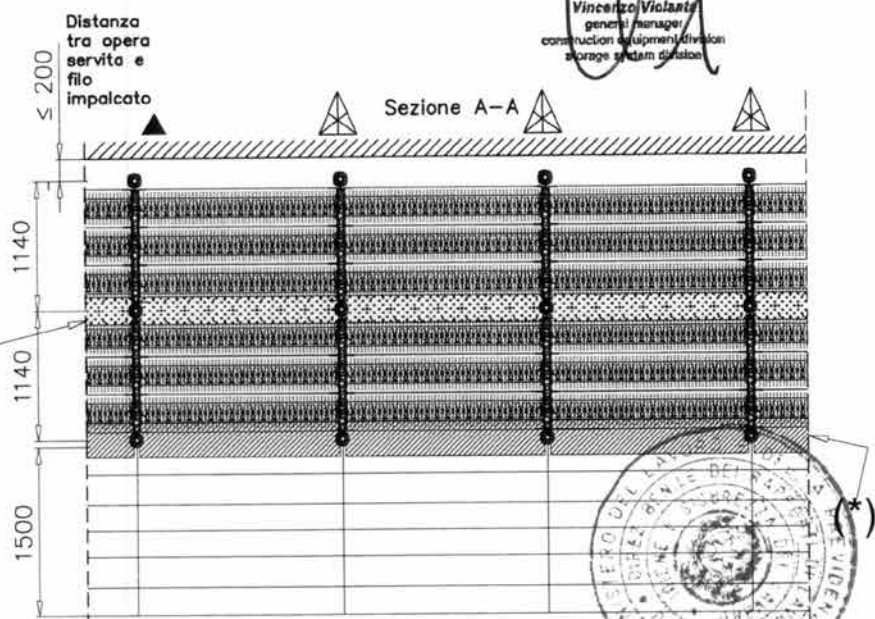 Distanza
tra opera
servita e
filo
impalcato
≤ 200
Vincenzo Violante
general manager
construction equipment division
storage system division
Sezione A-A
1140
1140
1500
(*)